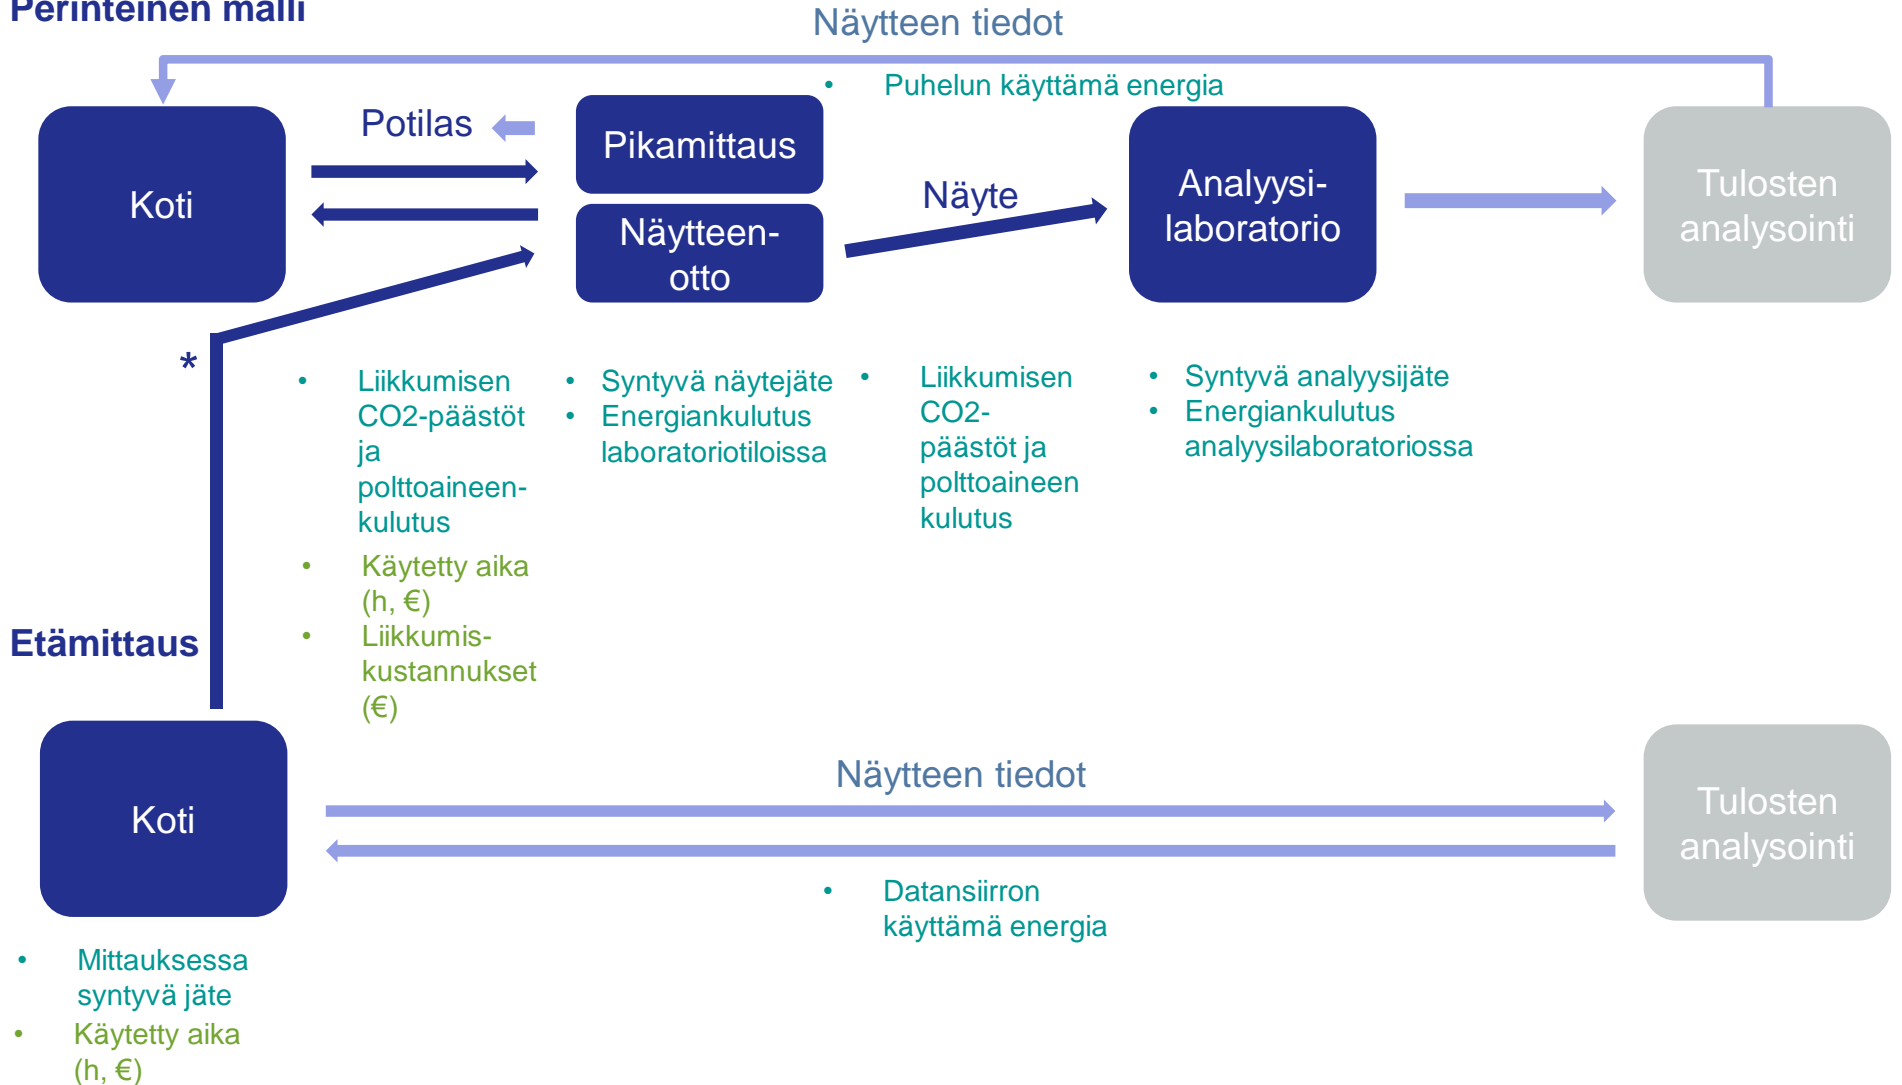 Perinteinen malli
Näytteen tiedot
• Puhelun käyttämä energia
Koti
Potilas
Pikamittaus
Näytteen-
otto
Näyte
Analyysi-
laboratorio
Tulosten
analysointi
*
• Liikkumisen
CO2-päästöt
ja
polttoaineen-
kulutus
• Käytetty aika
(h, €)
• Liikkumis-
kustannukset
(€)
• Syntyvä näytejäte
• Energiankulutus
laboratoriotiloissa
• Liikkumisen
CO2-
päästöt ja
polttoaineen
kulutus
• Syntyvä analyysijäte
• Energiankulutus
analyysilaboratoriossa
Etämittaus
Koti
Näytteen tiedot
Tulosten
analysointi
• Datansiirron
käyttämä energia
• Mittauksessa
syntyvä jäte
• Käytetty aika
(h, €)